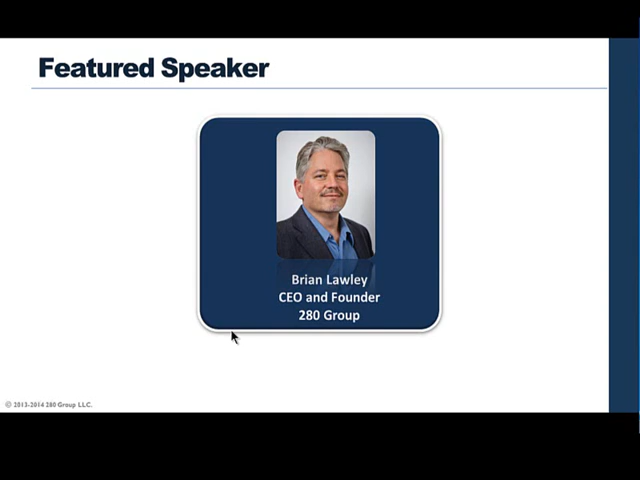 Featured Speaker
Brian Lawley
CEO and Founder
280 Group
© 2013-2014 280 Group LLC.